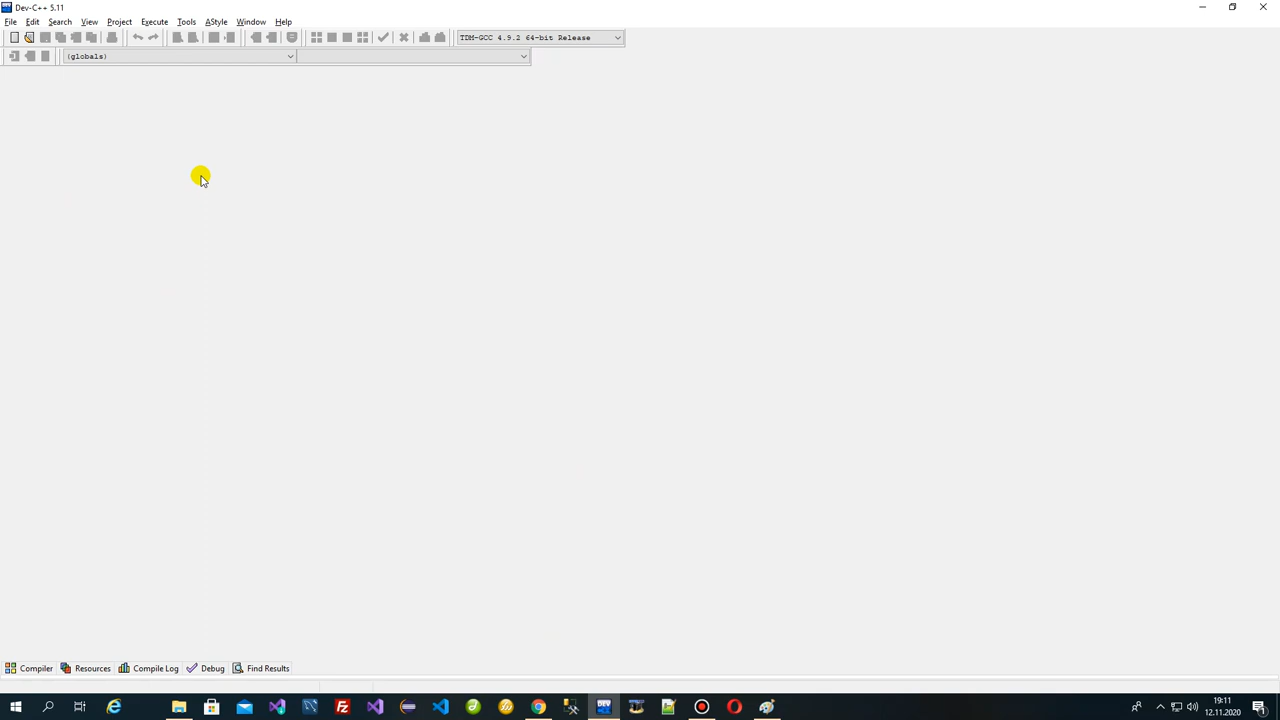 Dev-C++ 5.11
File Edit Search View Project Execute Tools AStyle Window Help
TDM-GCC 4.9.2 64-bit Release
(globals)
Compiler Resources Compile Log Debug Find Results
19:11
12.11.2020